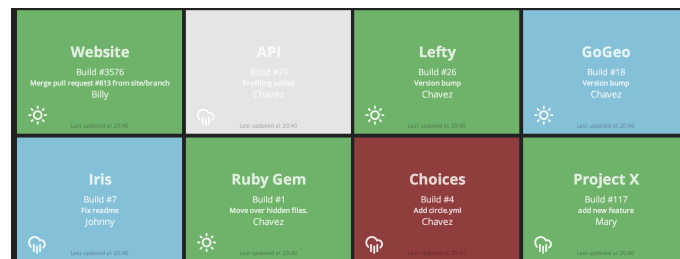 Website
Build #3576
Merge pull request #813 from site/branch
Billy
Last updated at 20:40
API
Build #29
Profiling added
Chavez
Last updated at 20:40
Lefty
Build #26
Version bump
Chavez
Last updated at 20:40
GoGeo
Build #18
Version bump
Chavez
Last updated at 20:40
Iris
Build #7
Fix readme
Johnny
Last updated at 20:40
Ruby Gem
Build #1
Move over hidden files.
Chavez
Last updated at 20:40
Choices
Build #4
Add circle.yml
Chavez
Last updated at 20:40
Project X
Build #117
add new feature
Mary
Last updated at 20:40